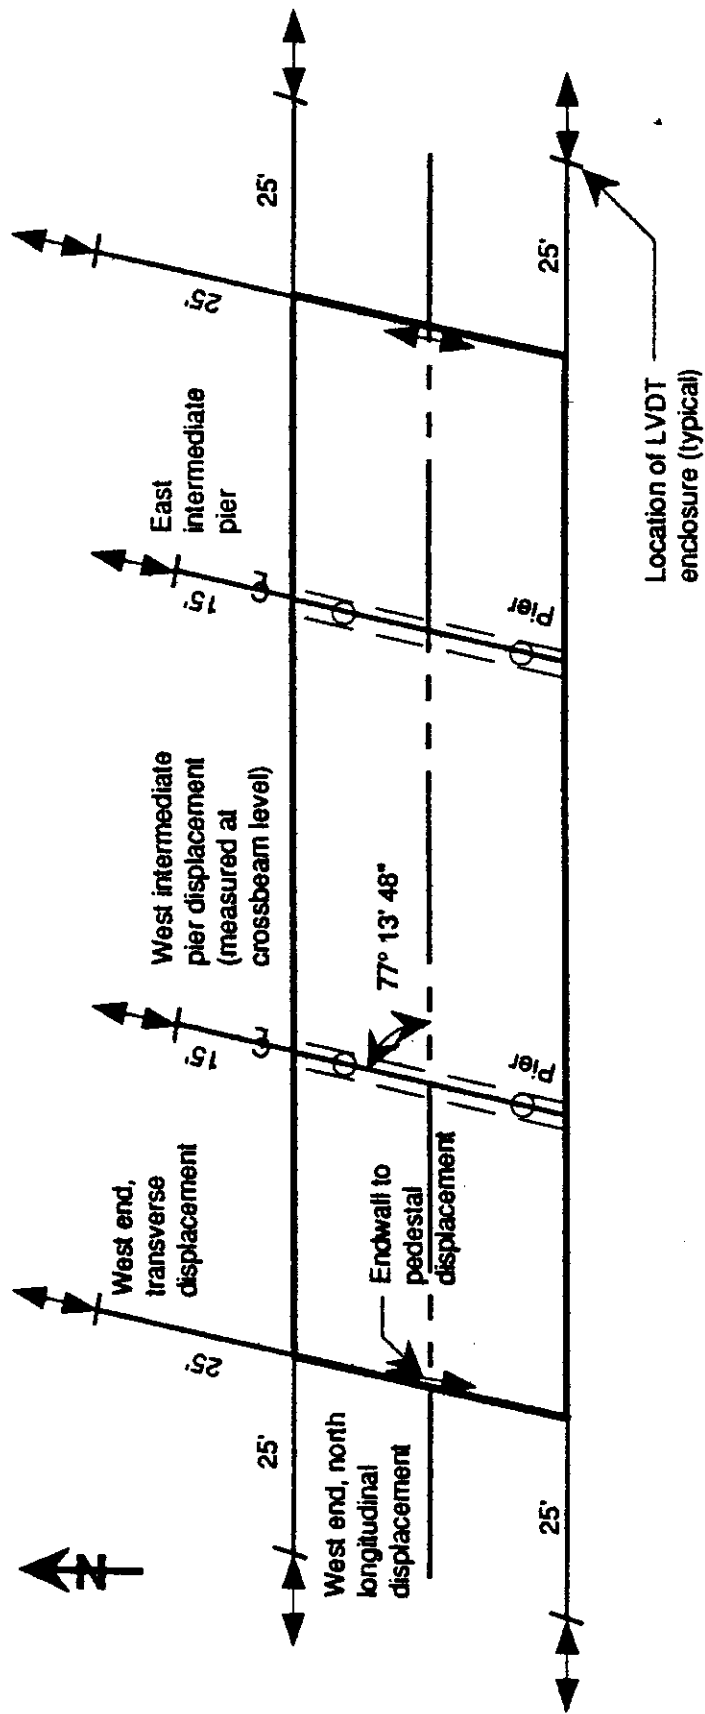 N
West end,
transverse
displacement
25'
15'
West intermediate
pier displacement
(measured at
crossbeam level)
15'
East
intermediate
pier
25'
25'
25'
West end, north
longitudinal
displacement
Endwall to
pedestal
displacement
77° 13' 48"
Pier
Pier
25'
25'
Location of LVDT
enclosure (typical)